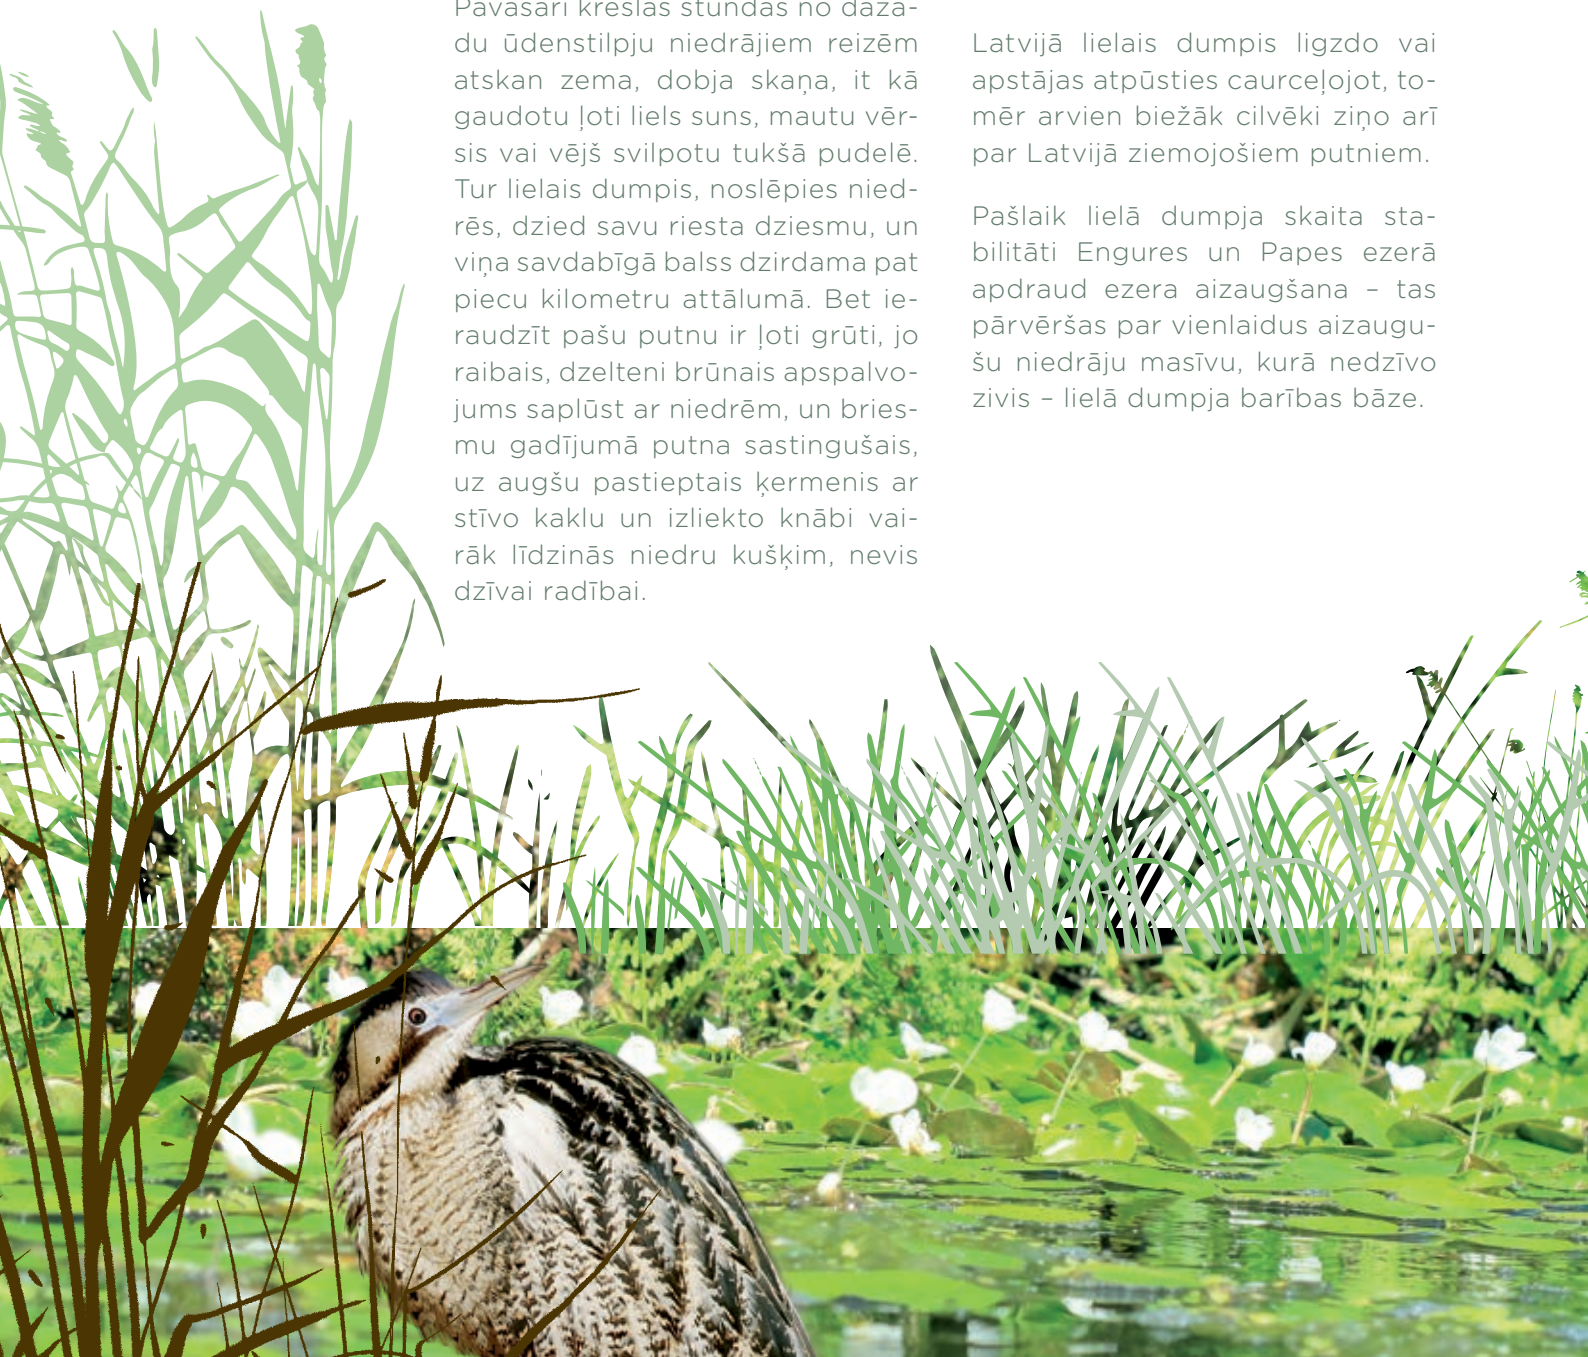 Pavasarī krēslas stundās no dažā-
du ūdenstilpju niedrājiem reizēm
atskan zema, dobja skaņa, it kā
gaudotu ļoti liels suns, mautu vēr-
sis vai vējš svilpotu tukšā pudelē.
Tur lielais dumpis, noslēpies nied-
rēs, dzied savu riesta dziesmu, un
viņa savdabīgā balss dzirdama pat
piecu kilometru attālumā. Bet ie-
raudzīt pašu putnu ir ļoti grūti, jo
raibais, dzelteni brūnais apspalvo-
jums saplūst ar niedrēm, un bries-
mu gadījumā putna sastingušais,
uz augšu pastieptais ķermenis ar
stīvo kaklu un izliekto knābi vai-
rāk līdzinās niedru kušķim, nevis
dzīvai radībai.
Latvijā lielais dumpis ligzdo vai
apstājas atpūsties caurceļojot, to-
mēr arvien biežāk cilvēki ziņo arī
par Latvijā ziemojošiem putniem.
Pašlaik lielā dumpja skaita sta-
bilitāti Engures un Papes ezerā
apdraud ezera aizaugšana – tas
pārvēršas par vienlaidus aizaugu-
šu niedrāju masīvu, kurā nedzīvo
zivis – lielā dumpja barības bāze.